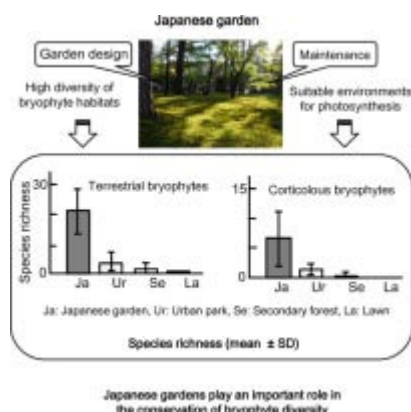 Japanese garden
Garden design
Maintenance
High diversity of
bryophyte habitats
Suitable environments
for photosynthesis
Species richness
30
0
Terrestrial bryophytes
Ja Ur Se La
15
0
Corticolous bryophytes
Ja Ur Se La
Ja: Japanese garden, Ur: Urban park, Se: Secondary forest, La: Lawn
Species richness (mean ± SD)
Japanese gardens play an important role in
the conservation of bryophyte diversity